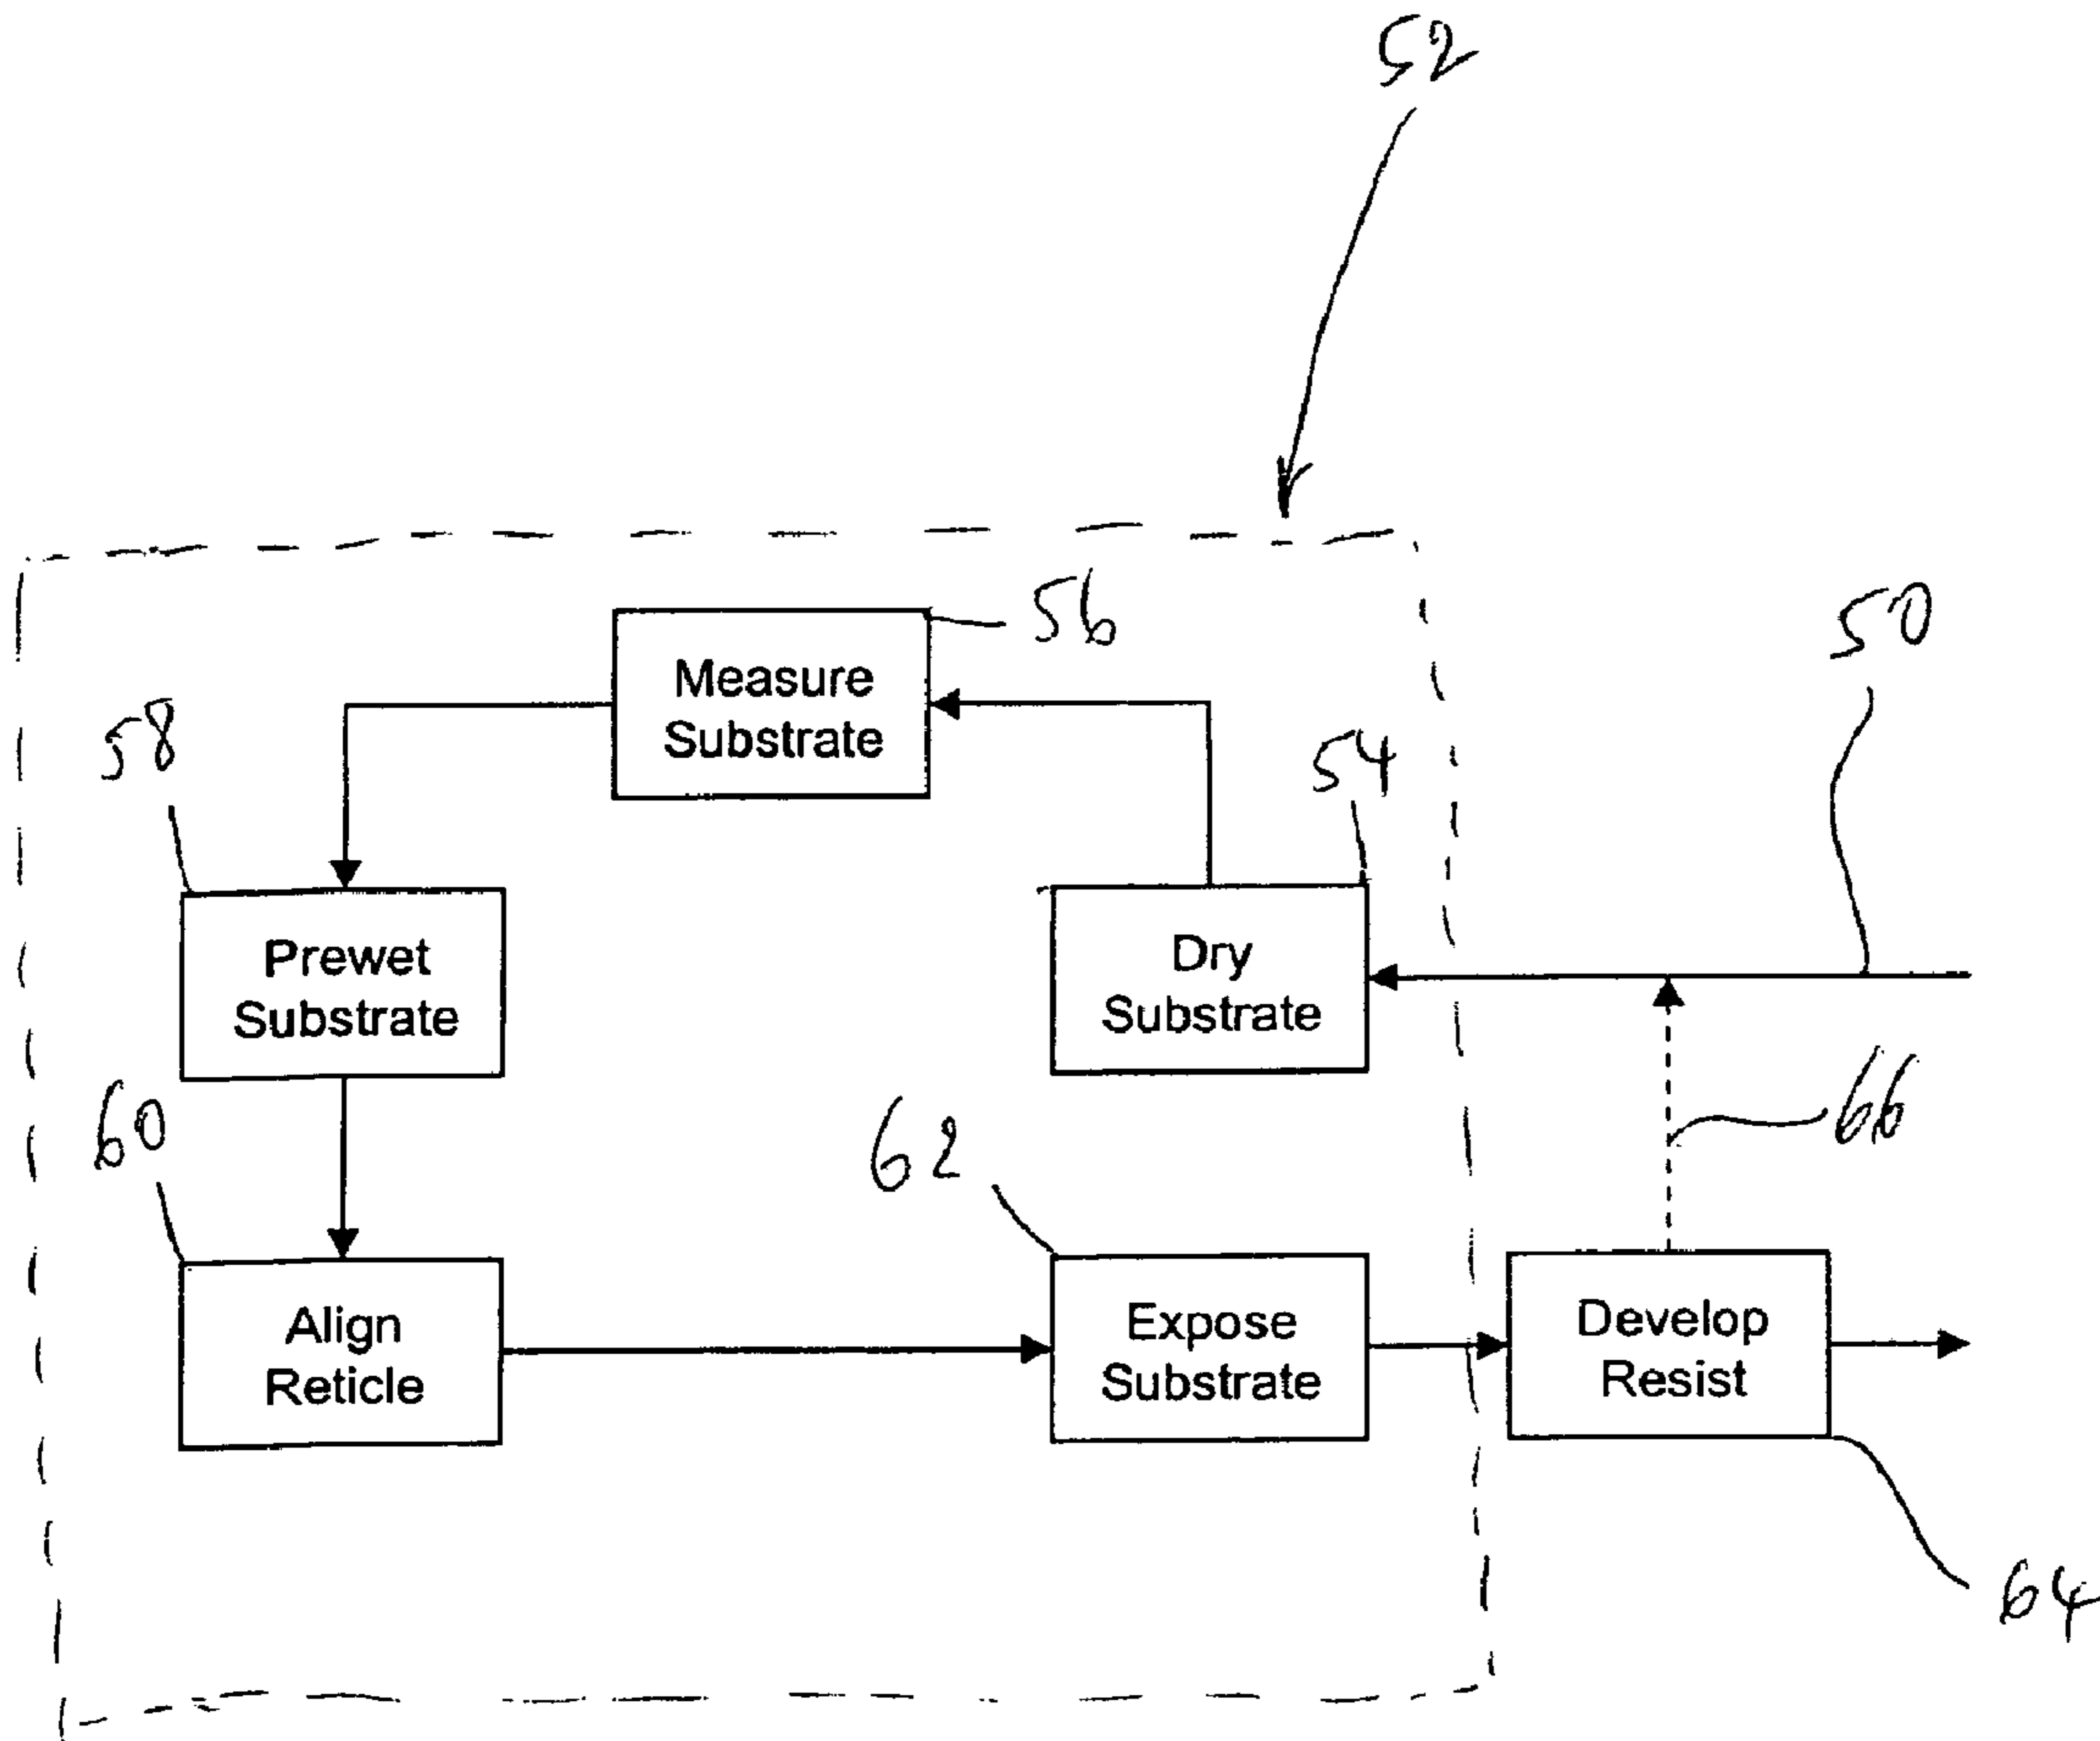 52
56
Measure
Substrate
50
58
54
Prewet
Substrate
Dry
Substrate
60
62
66
Align
Reticle
Expose
Substrate
Develop
Resist
64